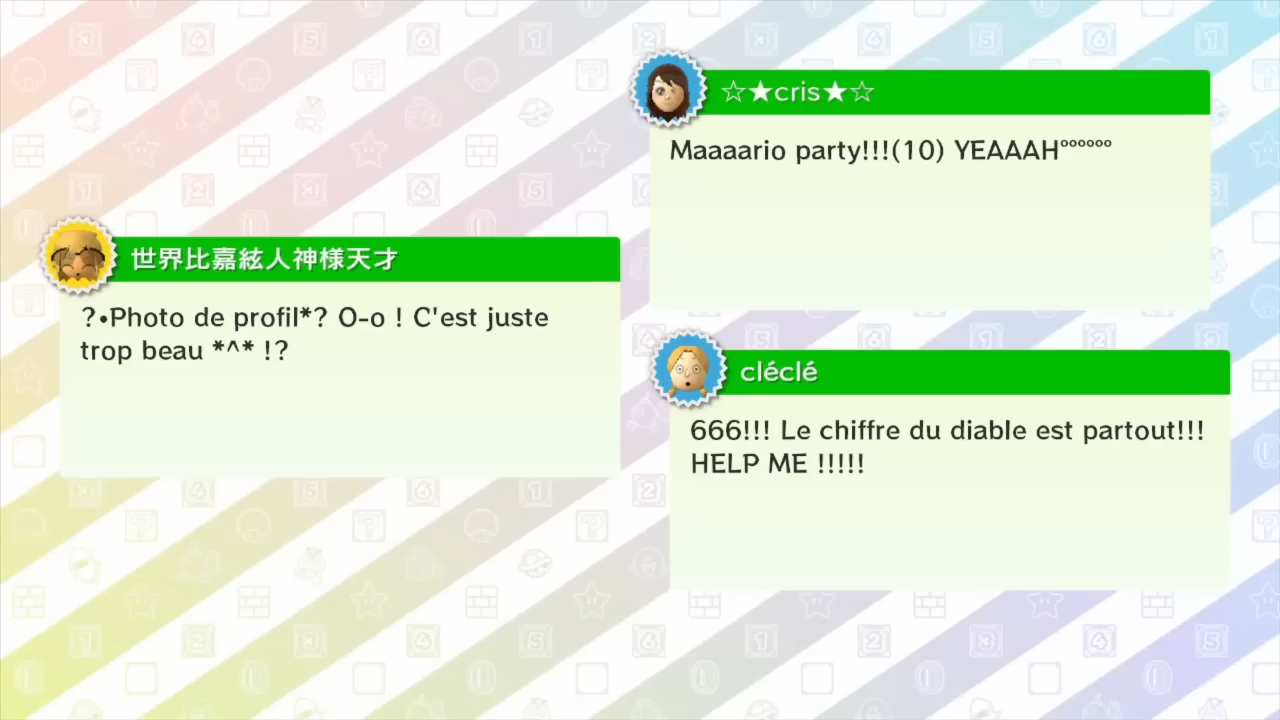 ☆★cris★☆
Maaaario party!!!(10) YEAAAHºººººº
世界比嘉絃人神様天才
?•Photo de profil*? O-o ! C'est juste
trop beau *^* !?
cléclé
666!!! Le chiffre du diable est partout!!!
HELP ME !!!!!